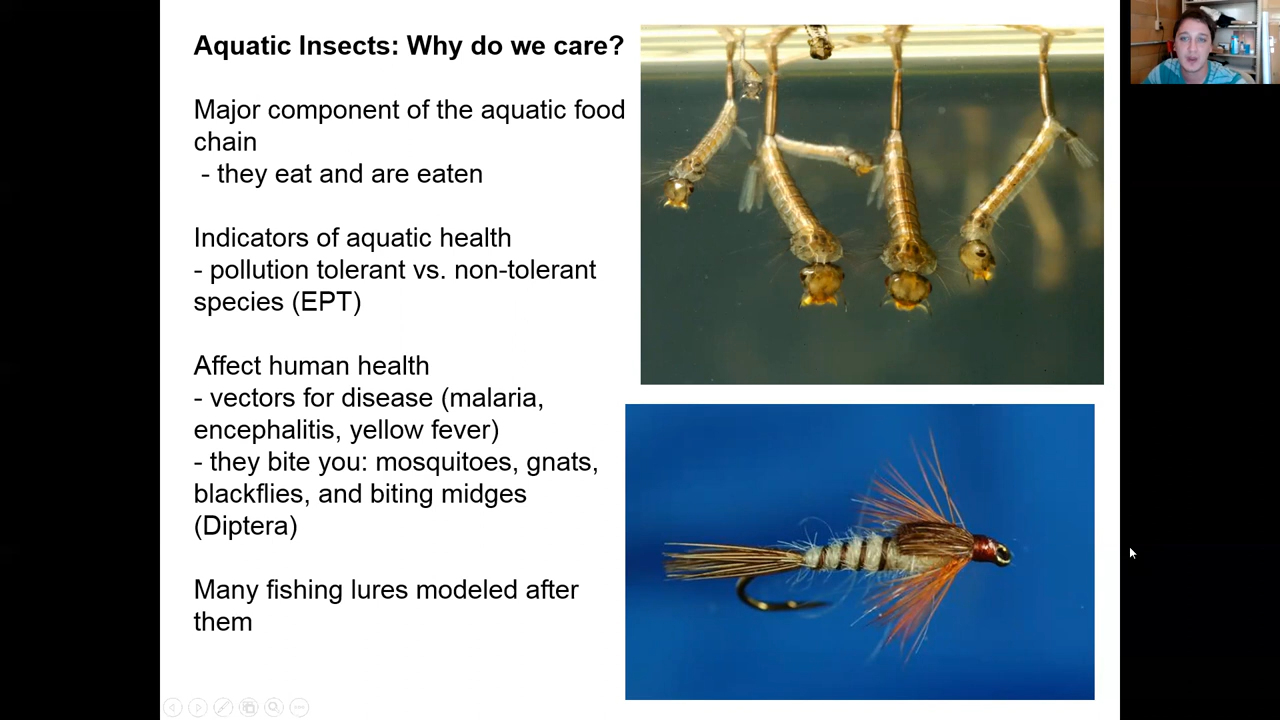 Aquatic Insects: Why do we care?
Major component of the aquatic food
chain
- they eat and are eaten
Indicators of aquatic health
- pollution tolerant vs. non-tolerant
species (EPT)
Affect human health
- vectors for disease (malaria,
encephalitis, yellow fever)
- they bite you: mosquitoes, gnats,
blackflies, and biting midges
(Diptera)
Many fishing lures modeled after
them